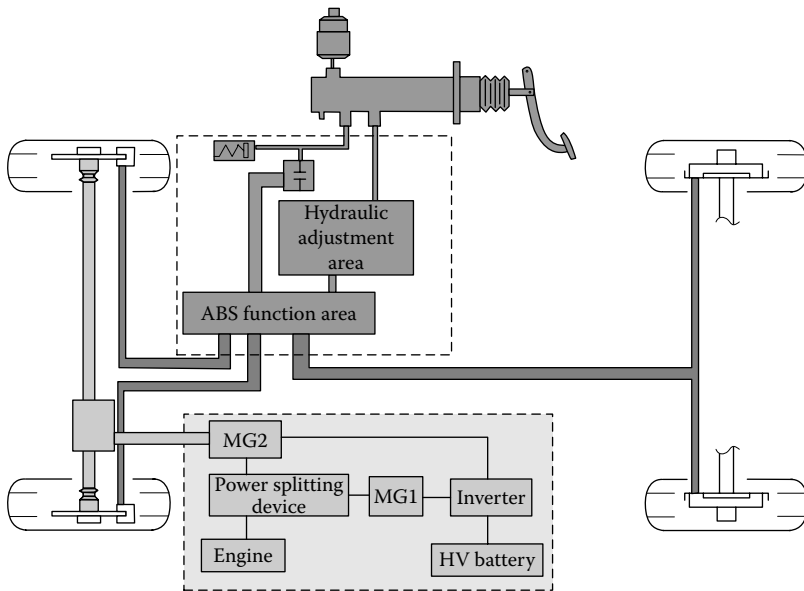 Hydraulic
adjustment
area
ABS function area
MG2
Power splitting
device
MG1
Inverter
Engine
HV battery